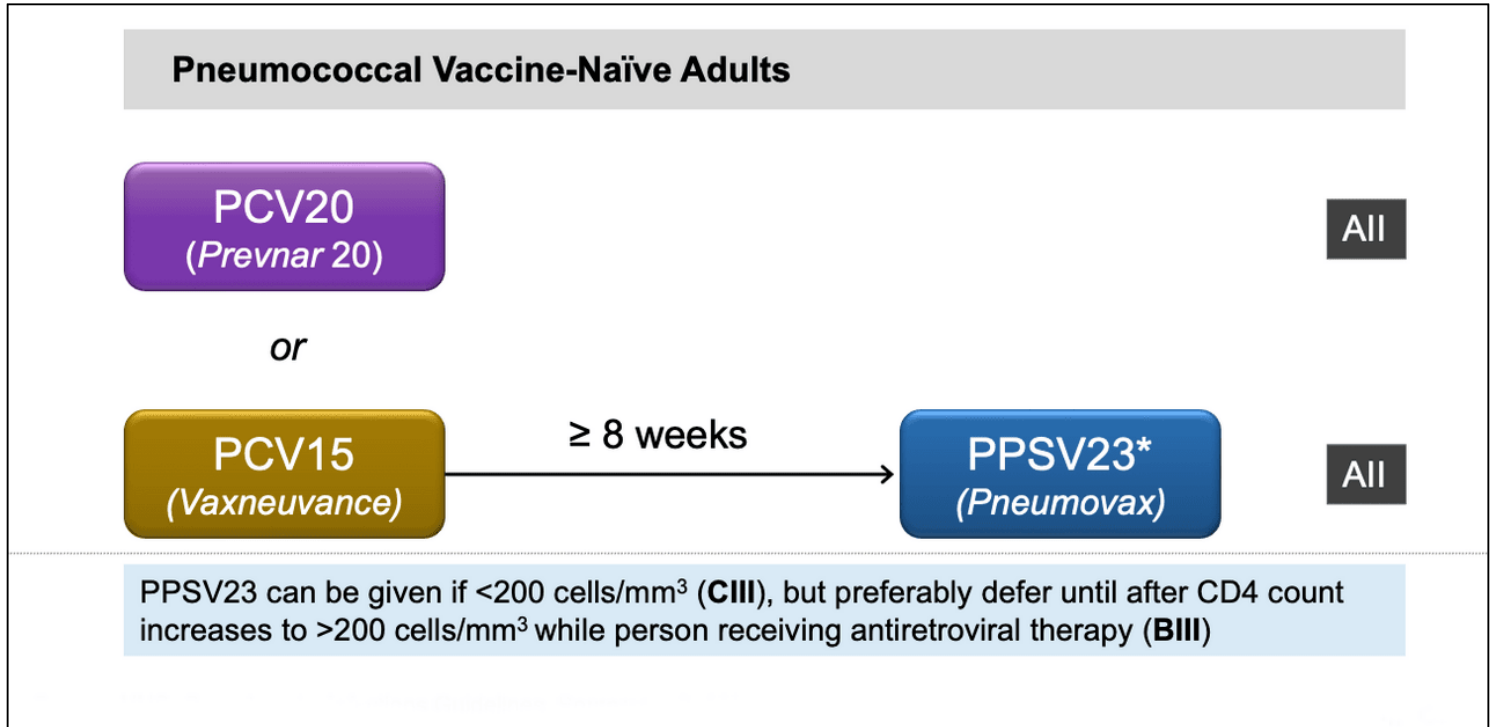 Pneumococcal Vaccine-Naïve Adults
PCV20
(Prevnar 20)
AII
or
PCV15
(Vaxneuvance)
≥ 8 weeks
PPSV23*
(Pneumovax)
AII
PPSV23 can be given if <200 cells/mm³ (CIII), but preferably defer until after CD4 count
increases to >200 cells/mm³ while person receiving antiretroviral therapy (BIII)